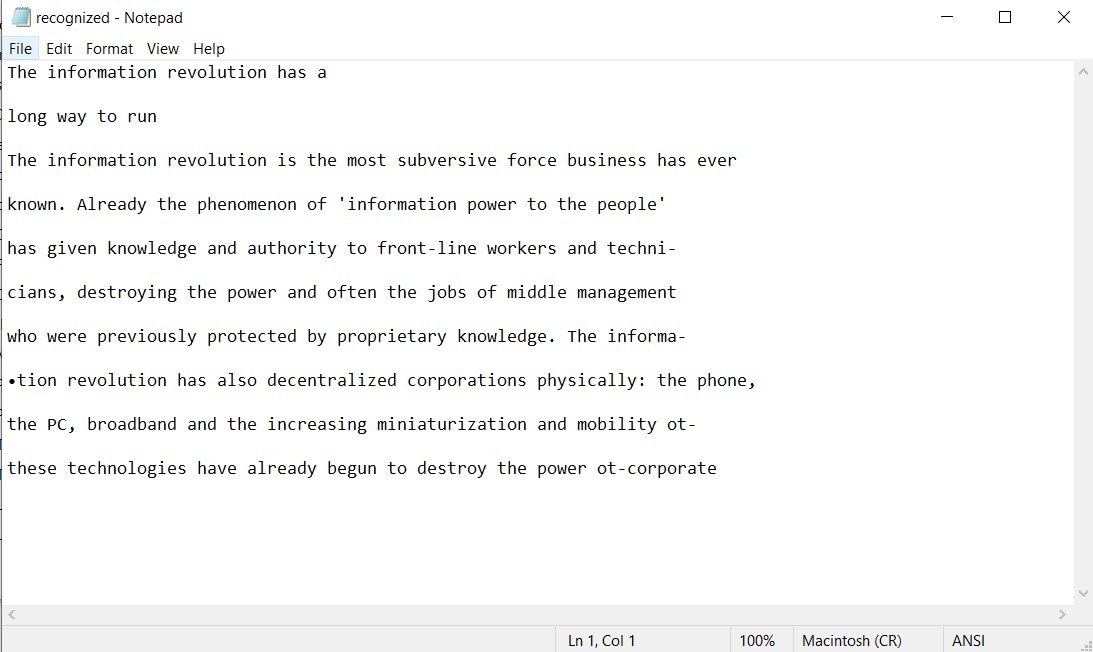 recognized - Notepad
File Edit Format View Help
The information revolution has a
long way to run
The information revolution is the most subversive force business has ever
known. Already the phenomenon of 'information power to the people'
has given knowledge and authority to front-line workers and techni-
cians, destroying the power and often the jobs of middle management
who were previously protected by proprietary knowledge. The informa-
•tion revolution has also decentralized corporations physically: the phone,
the PC, broadband and the increasing miniaturization and mobility ot-
these technologies have already begun to destroy the power ot-corporate
Ln 1, Col 1 100% Macintosh (CR) ANSI